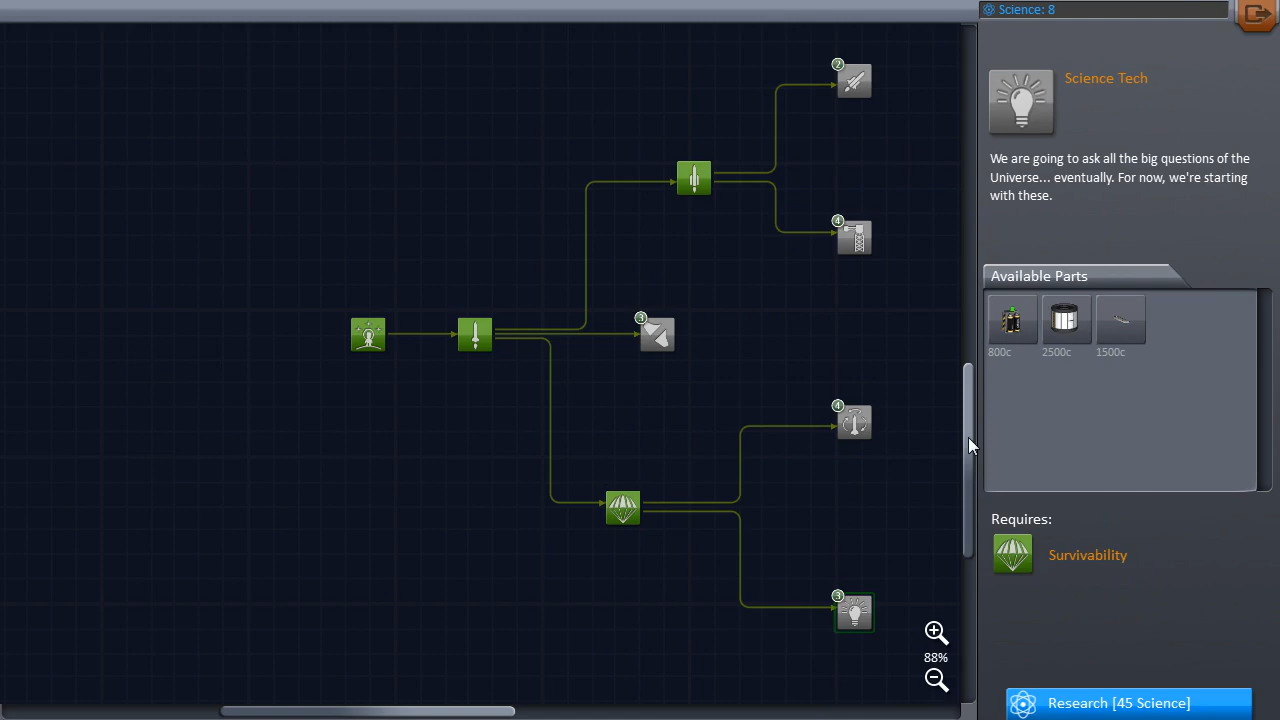 Science: 8
2
Science Tech
We are going to ask all the big questions of the
Universe... eventually. For now, we're starting
with these.
4
Available Parts
3
800c 2500c 1500c
4
Requires:
Survivability
3
88%
Research [45 Science]